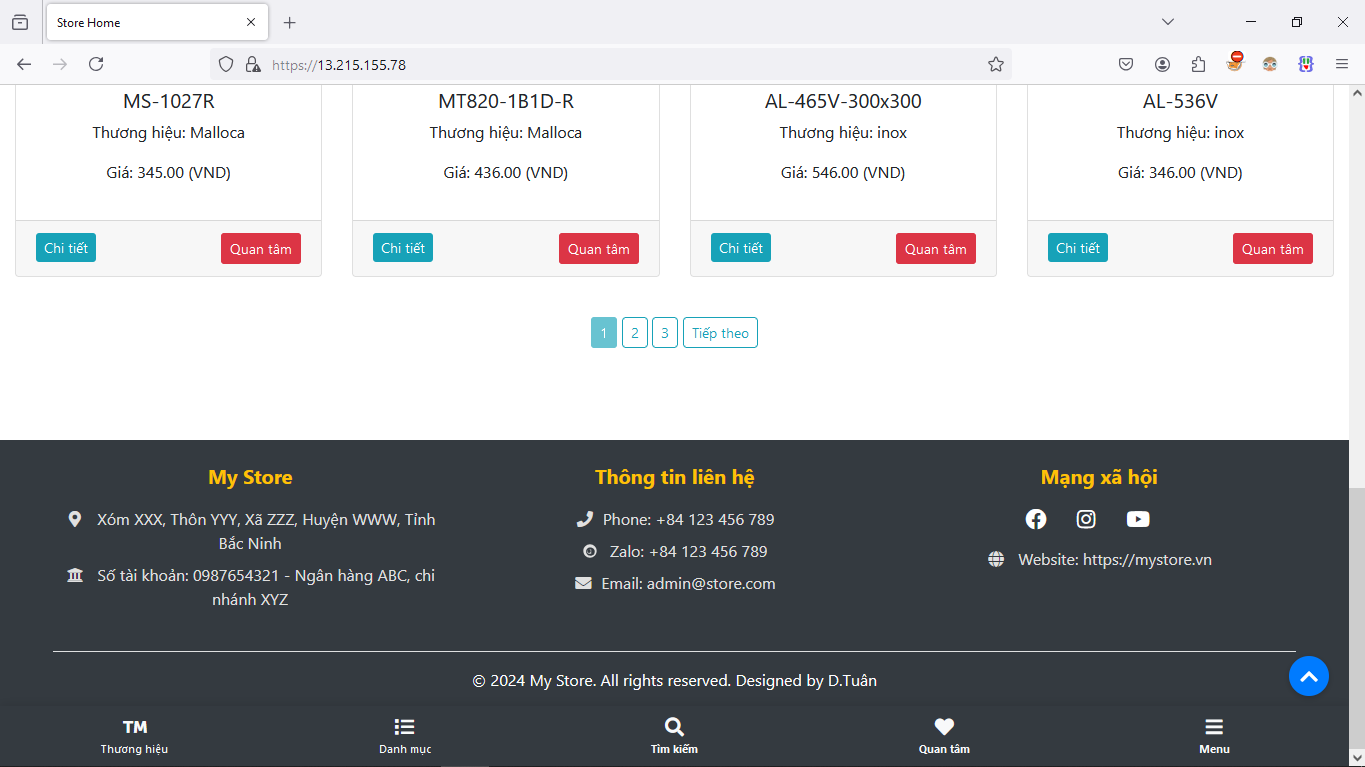 Store Home
https://13.215.155.78
MS-1027R
Thương hiệu: Malloca
Giá: 345.00 (VND)
Chi tiết
Quan tâm
MT820-1B1D-R
Thương hiệu: Malloca
Giá: 436.00 (VND)
Chi tiết
Quan tâm
AL-465V-300x300
Thương hiệu: inox
Giá: 546.00 (VND)
Chi tiết
Quan tâm
AL-536V
Thương hiệu: inox
Giá: 346.00 (VND)
Chi tiết
Quan tâm
1 2 3 Tiếp theo
My Store
Xóm XXX, Thôn YYY, Xã ZZZ, Huyện WWW, Tỉnh
Bắc Ninh
Số tài khoản: 0987654321 - Ngân hàng ABC, chi
nhánh XYZ
Thông tin liên hệ
Phone: +84 123 456 789
Zalo: +84 123 456 789
Email: admin@store.com
Mạng xã hội
Website: https://mystore.vn
© 2024 My Store. All rights reserved. Designed by D.Tuân
TM
Thương hiệu
Danh mục
Tìm kiếm
Quan tâm
Menu